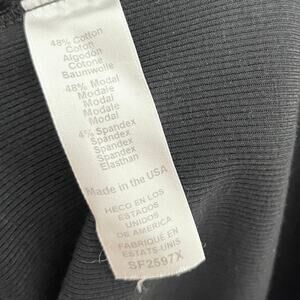 48% Cotton
Coton
Algodón
Cotone
Baumwolle
48% Modal
Modale
Modal
Modale
Modal
4% Spandex
Spandex
Spandex
Spandex
Elasthan
Made in the USA
HECO EN LOS
ESTADOS
UNIDOS
DE AMERICA
FABRIQUÉ EN
ÉTATS-UNIS
SF2597X